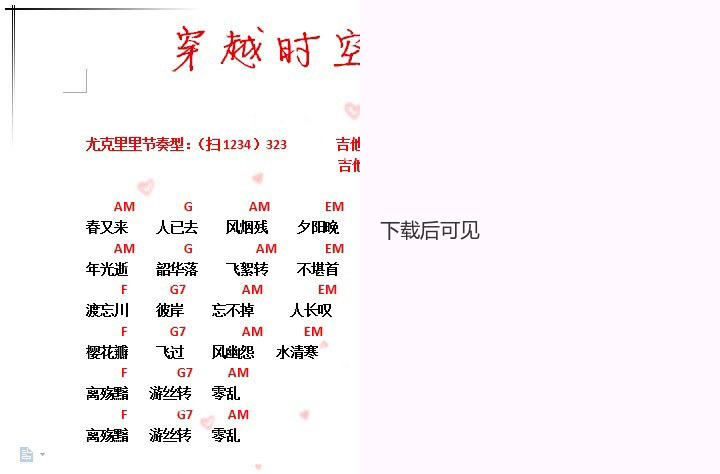 穿越时空
尤克里里节奏型：（扫1234）323 吉他
吉他
AM G AM EM
春又来 人已去 风烟残 夕阳晚
AM G AM EM
年光逝 韶华落 飞絮转 不堪首
F G7 AM EM
渡忘川 彼岸 忘不掉 人长叹
F G7 AM EM
樱花瓣 飞过 风幽怨 水清寒
F G7 AM
离殇黯 游丝转 零乱
F G7 AM
离殇黯 游丝转 零乱
下载后可见